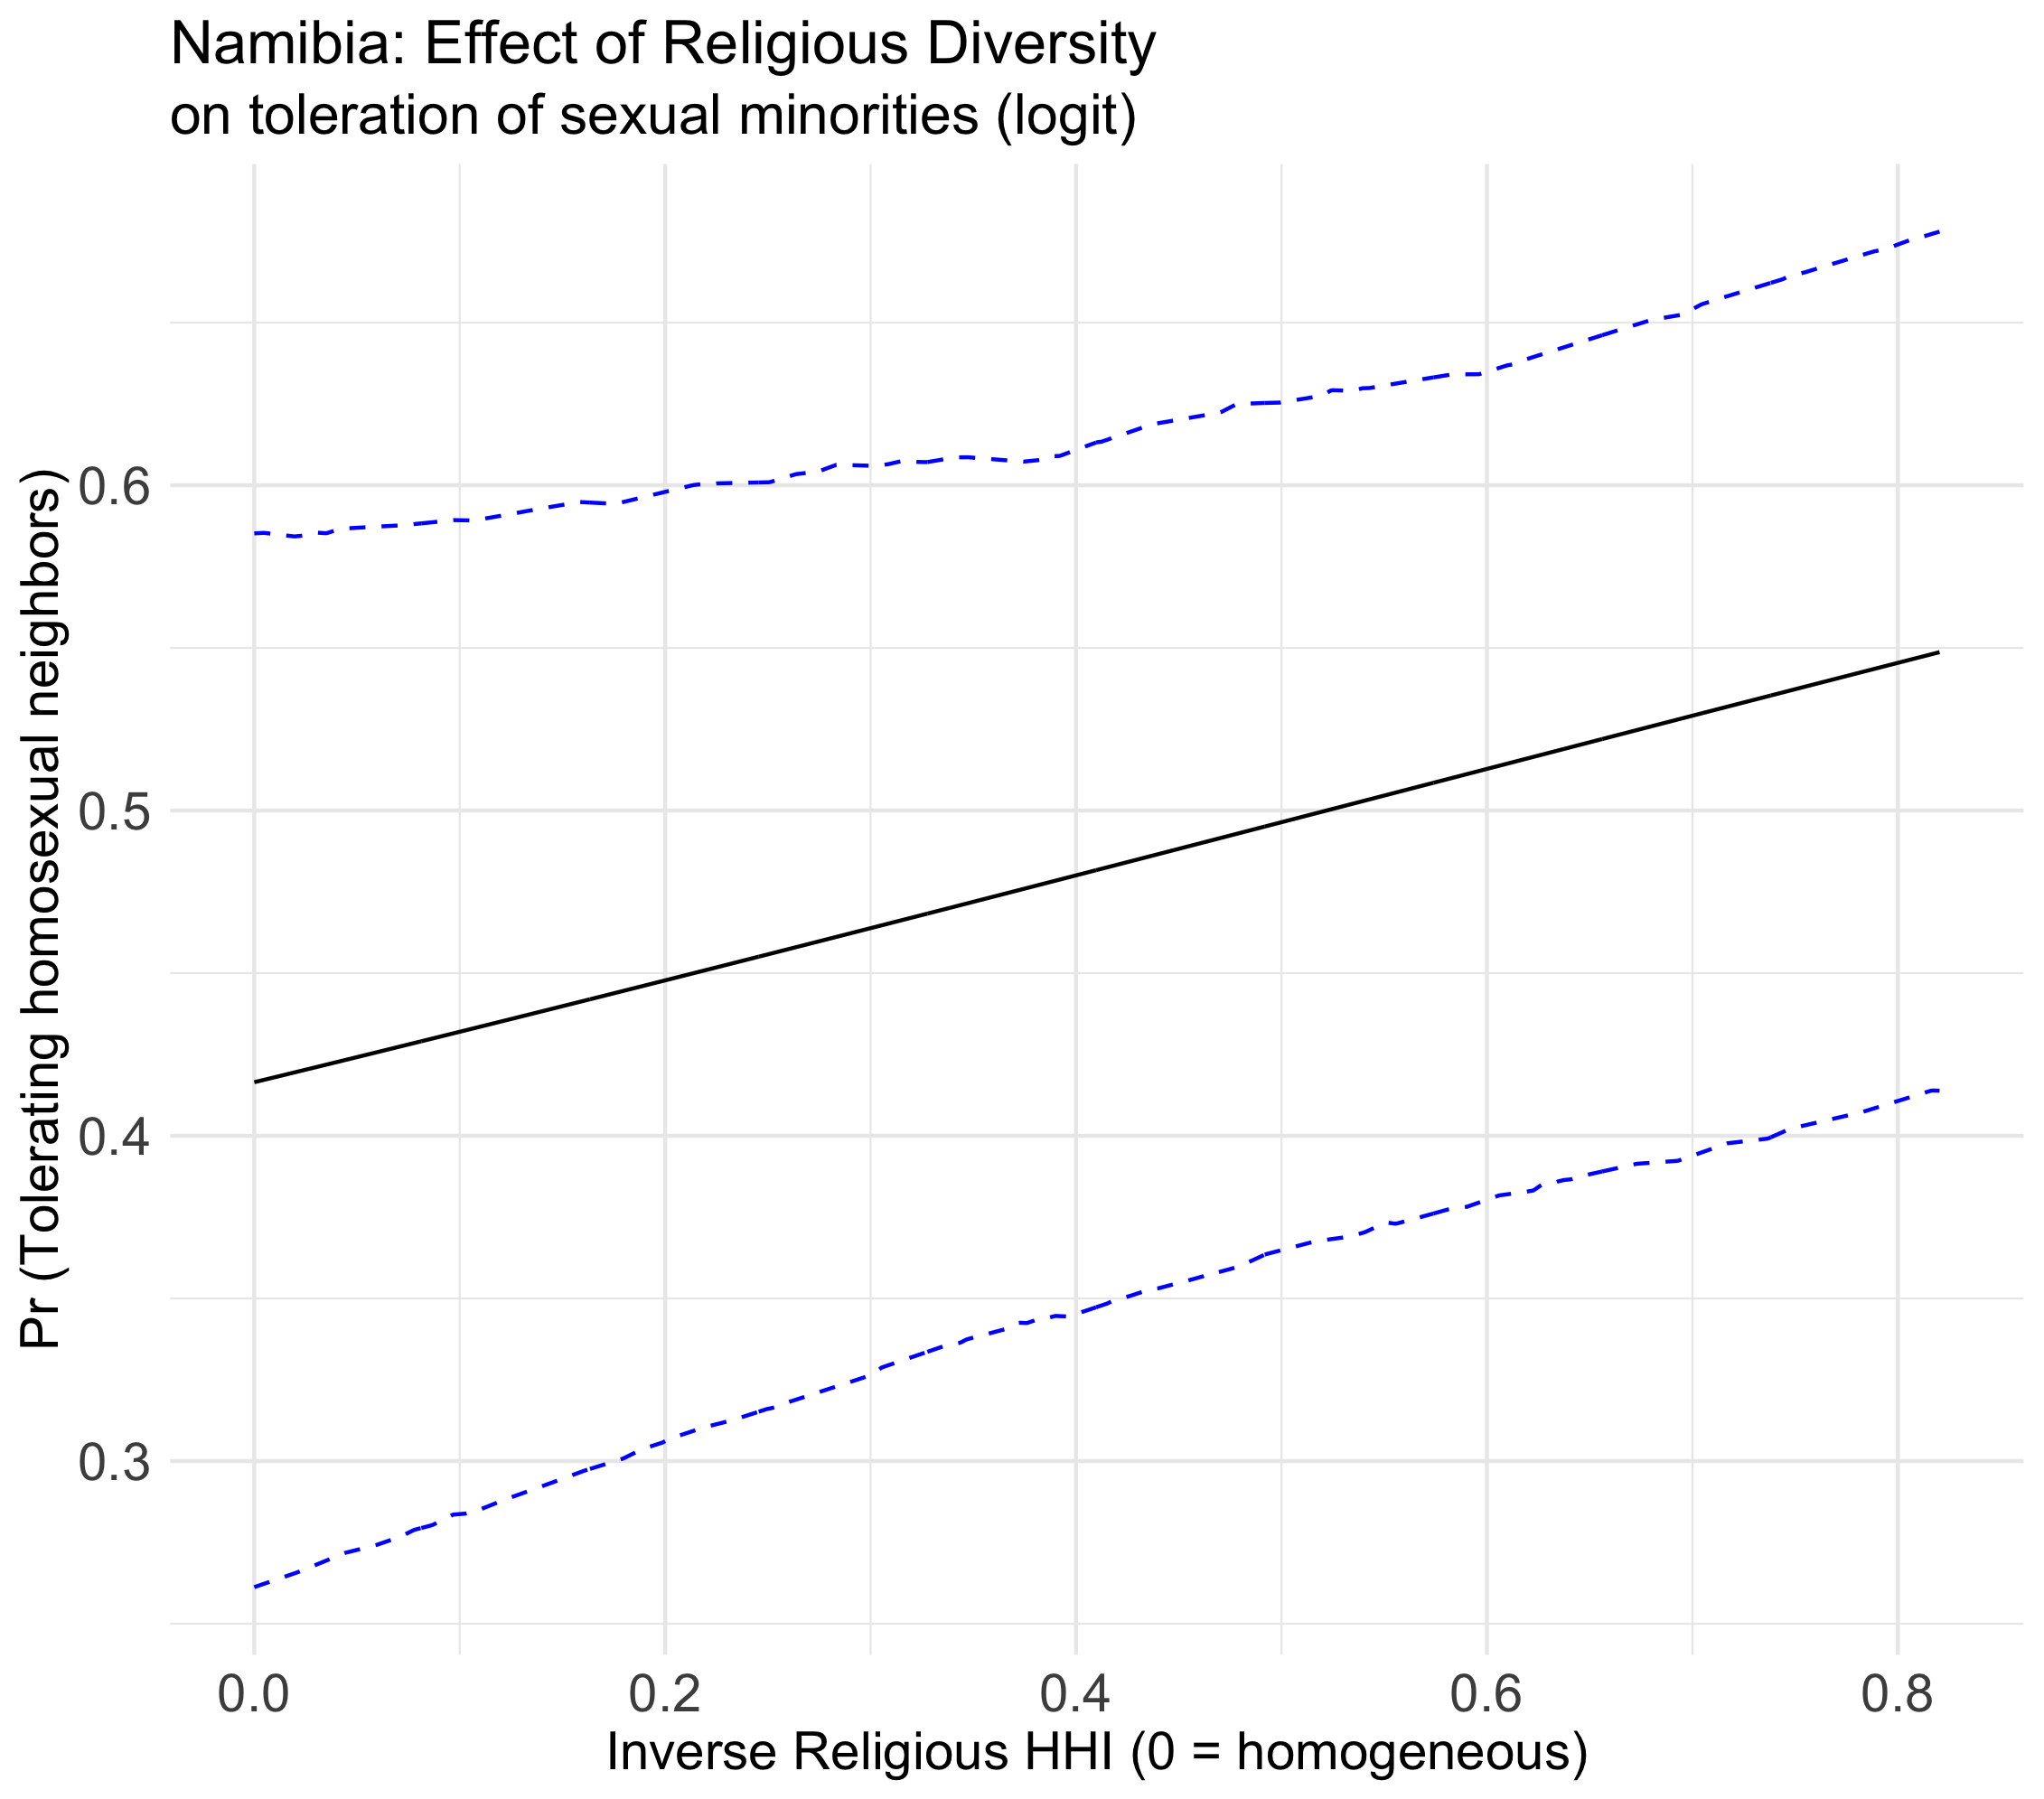 Namibia: Effect of Religious Diversity
on toleration of sexual minorities (logit)
Pr (Tolerating homosexual neighbors)
0.6
0.5
0.4
0.3
0.0 0.2 0.4 0.6 0.8
Inverse Religious HHI (0 = homogeneous)